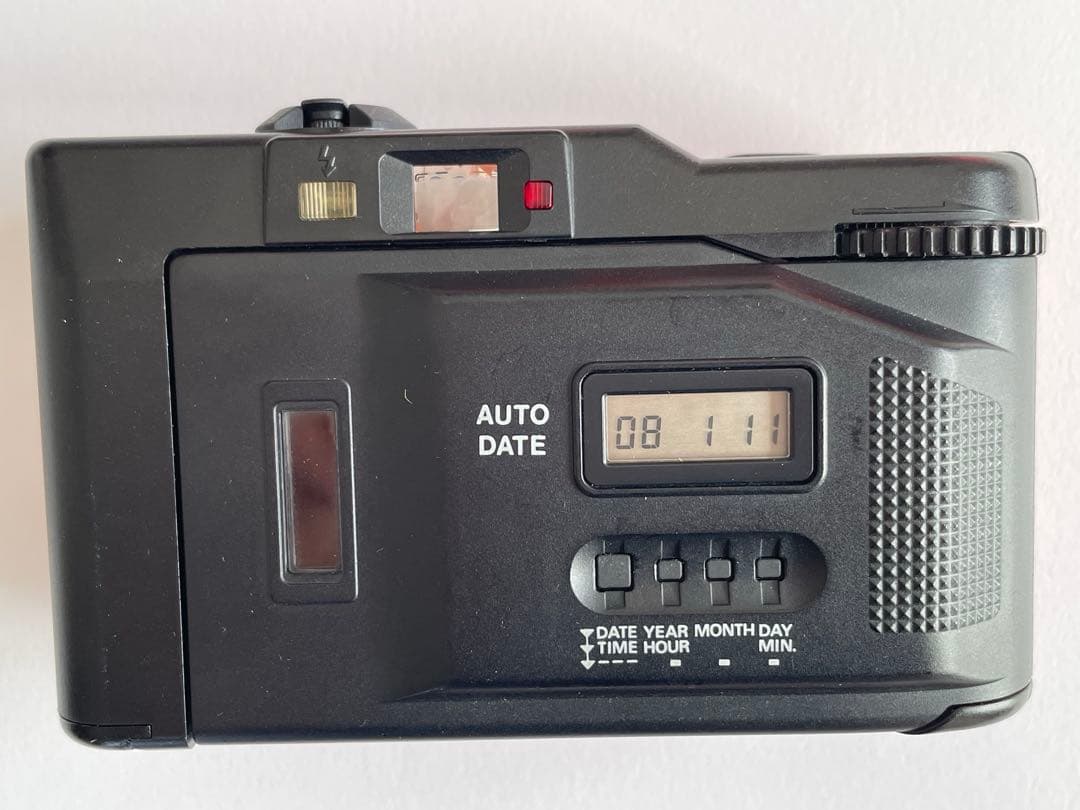 AUTO
DATE
08 1 11
DATE YEAR MONTH DAY
TIME HOUR MIN.
---